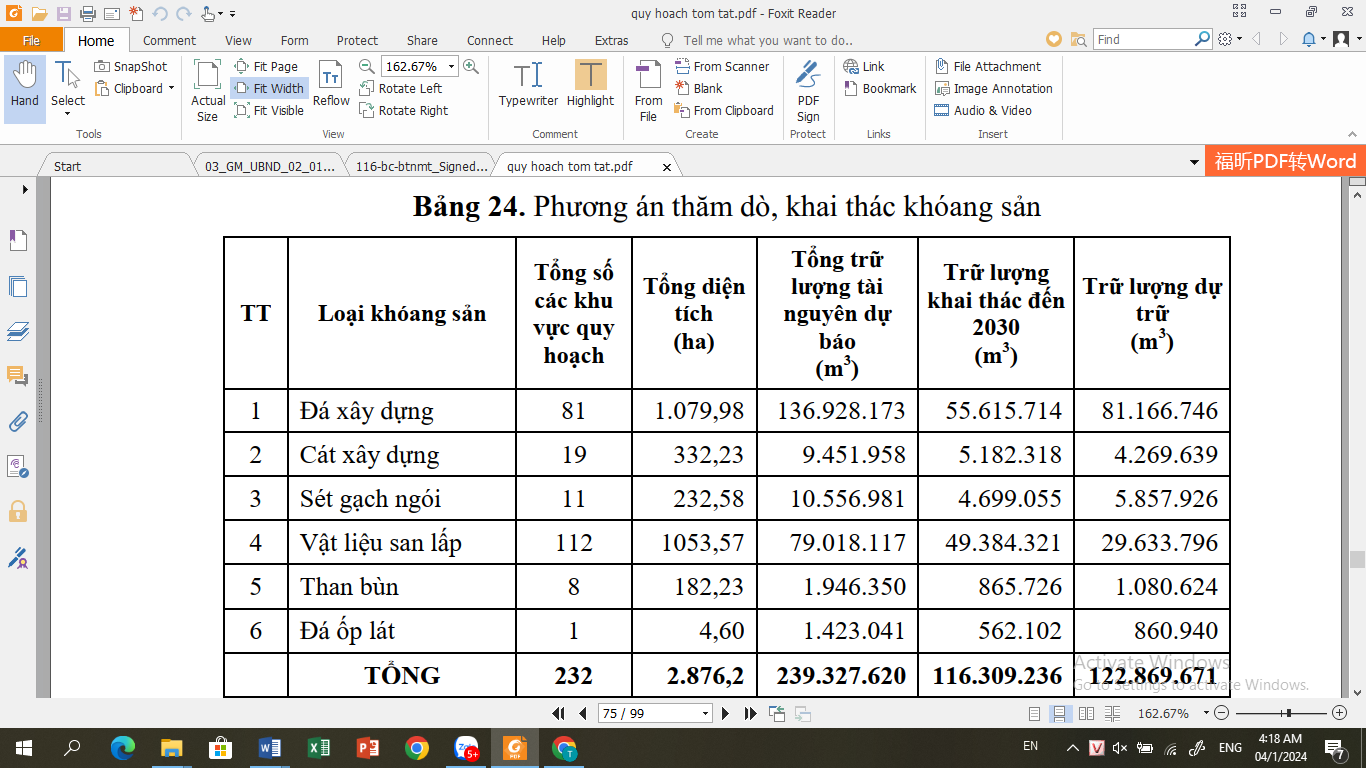 quy hoach tom tat.pdf - Foxit Reader
File Home Comment View Form Protect Share Connect Help Extras Tell me what you want to do.. Find
Hand
Select
SnapShot
Clipboard
Tools
Actual Size
Fit Page
Fit Width
Fit Visible
Reflow
162.67%
Rotate Left
Rotate Right
View
Typewriter
Highlight
Comment
From File
From Scanner
Blank
From Clipboard
Create
PDF Sign
Protect
Link
Bookmark
Links
File Attachment
Image Annotation
Audio & Video
Insert
Start 03_GM_UBND_02_01... 116-bc-btnmt_Signed... quy hoach tom tat.pdf 福昕PDF转Word
Bảng 24. Phương án thăm dò, khai thác khóang sản
TT
Loại khóang sản
Tổng số các khu vực quy hoạch
Tổng diện tích (ha)
Tổng trữ lượng tài nguyên dự báo (m³)
Trữ lượng khai thác đến 2030 (m³)
Trữ lượng dự trữ (m³)
1 Đá xây dựng 81 1.079,98 136.928.173 55.615.714 81.166.746
2 Cát xây dựng 19 332,23 9.451.958 5.182.318 4.269.639
3 Sét gạch ngói 11 232,58 10.556.981 4.699.055 5.857.926
4 Vật liệu san lấp 112 1053,57 79.018.117 49.384.321 29.633.796
5 Than bùn 8 182,23 1.946.350 865.726 1.080.624
6 Đá ốp lát 1 4,60 1.423.041 562.102 860.940
TỔNG 232 2.876,2 239.327.620 116.309.236 122.869.671
Activate Windows
Go to Settings to activate Windows.
75 / 99
162.67%
EN
ENG
4:18 AM
04/1/2024